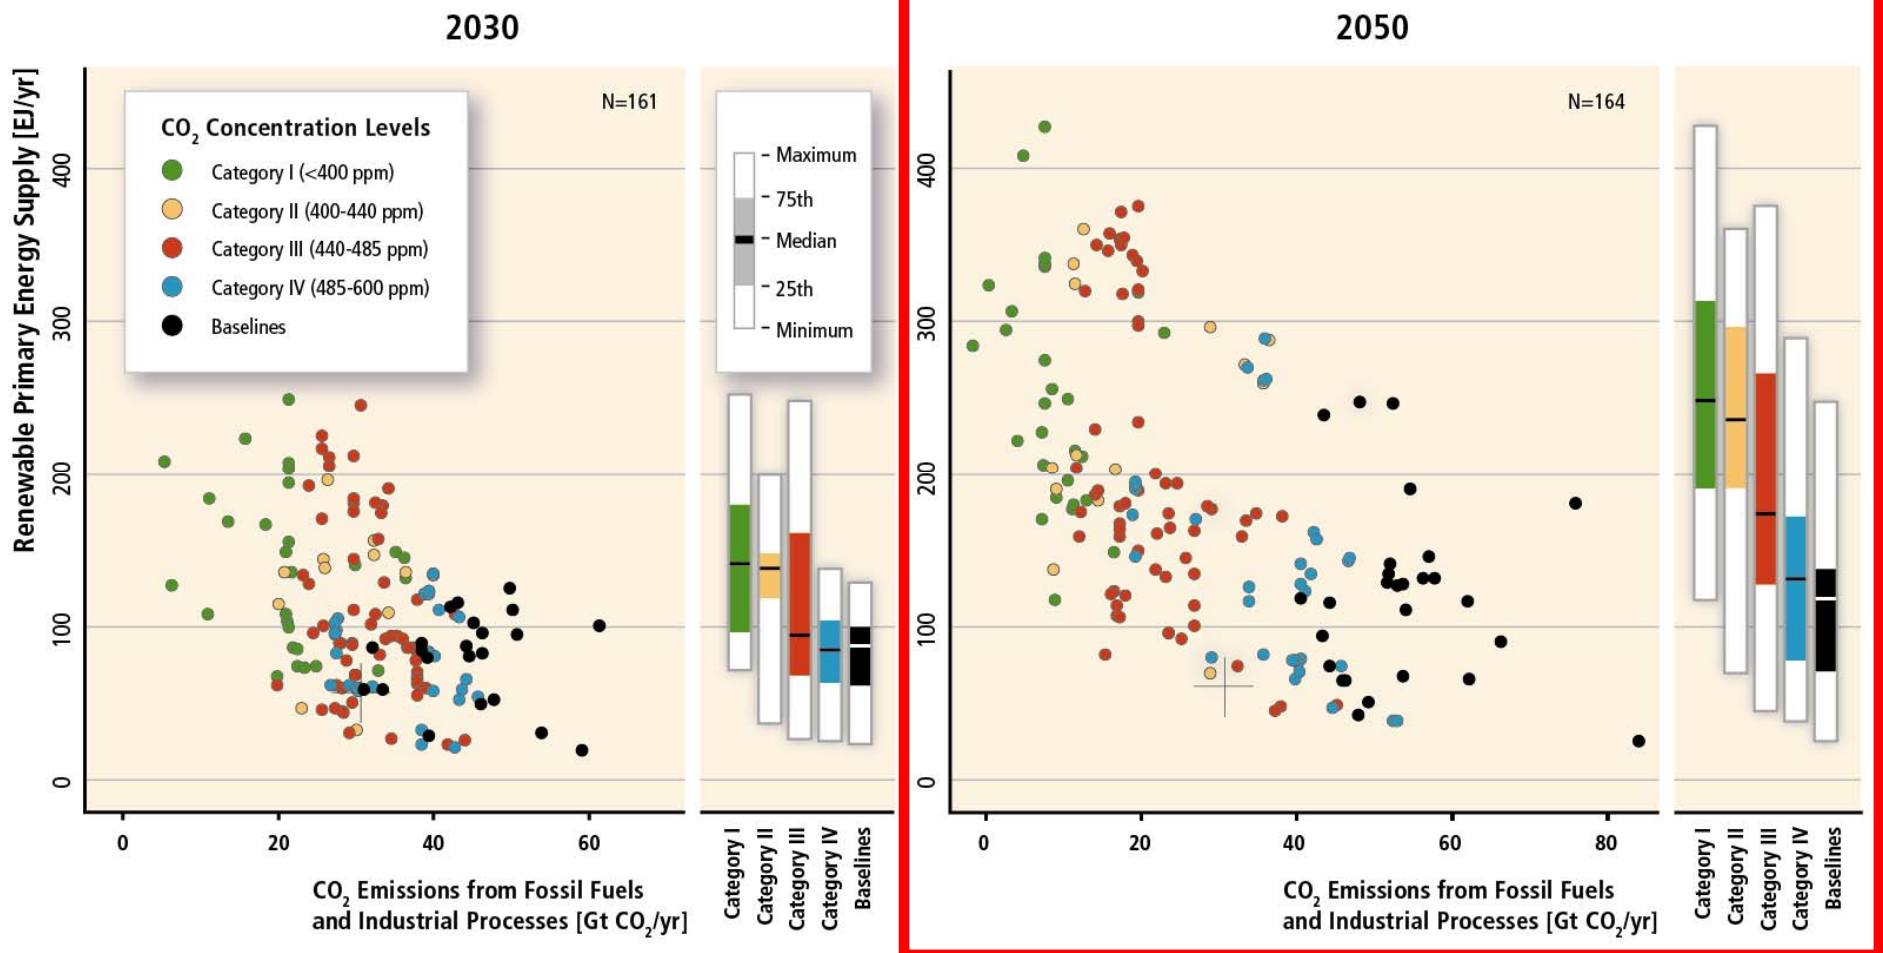 2030
Renewable Primary Energy Supply [EJ/yr]
N=161
CO2 Concentration Levels
Category I (<400 ppm)
Category II (400-440 ppm)
Category III (440-485 ppm)
Category IV (485-600 ppm)
Baselines
Maximum
75th
Median
25th
Minimum
400
300
200
100
0
0 20 40 60
CO2 Emissions from Fossil Fuels
and Industrial Processes [Gt CO2/yr]
Category I
Category II
Category III
Category IV
Baselines
2050
N=164
400
300
200
100
0
0 20 40 60 80
CO2 Emissions from Fossil Fuels
and Industrial Processes [Gt CO2/yr]
Category I
Category II
Category III
Category IV
Baselines